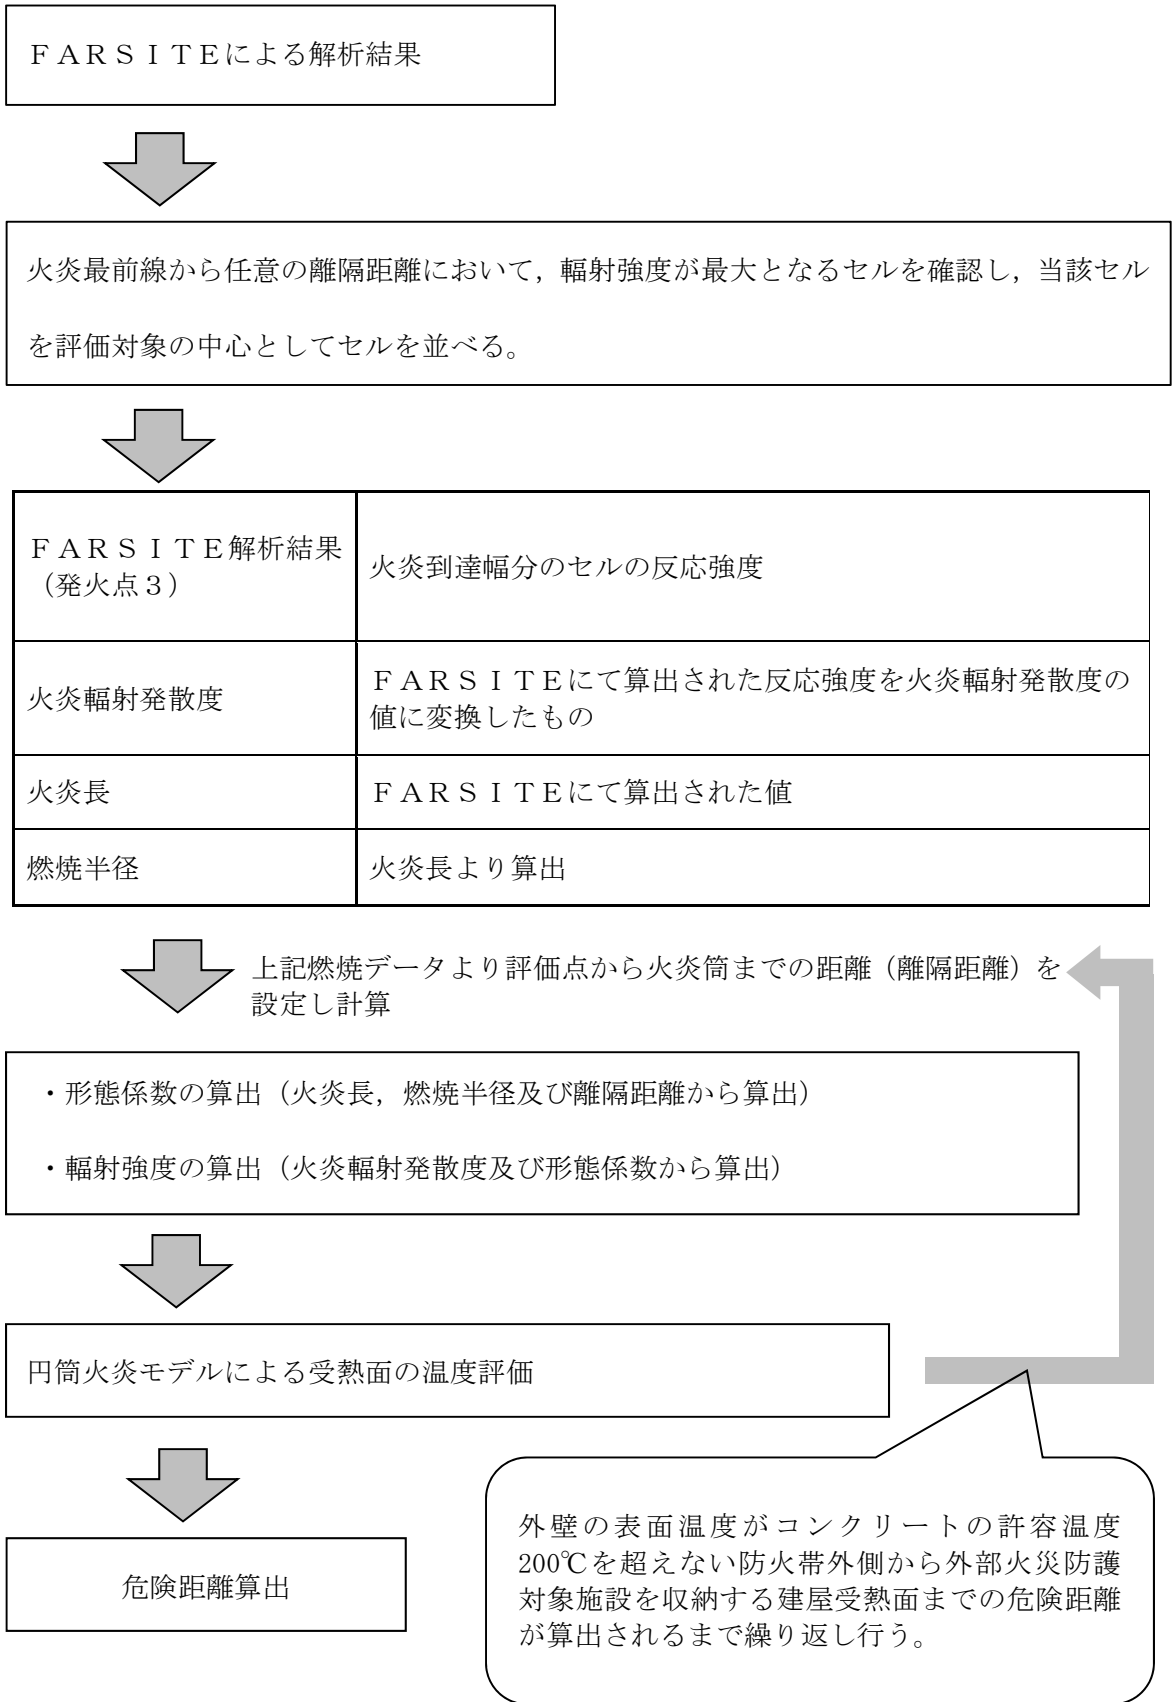 ＦＡＲＳＩＴＥによる解析結果
火炎最前線から任意の離隔距離において，輻射強度が最大となるセルを確認し，当該セル
を評価対象の中心としてセルを並べる。
ＦＡＲＳＩＴＥ解析結果
（発火点３）
火炎到達幅分のセルの反応強度
火炎輻射発散度
ＦＡＲＳＩＴＥにて算出された反応強度を火炎輻射発散度の
値に変換したもの
火炎長
ＦＡＲＳＩＴＥにて算出された値
燃焼半径
火炎長より算出
上記燃焼データより評価点から火炎筒までの距離（離隔距離）を
設定し計算
・形態係数の算出（火炎長，燃焼半径及び離隔距離から算出）
・輻射強度の算出（火炎輻射発散度及び形態係数から算出）
円筒火炎モデルによる受熱面の温度評価
外壁の表面温度がコンクリートの許容温度
200℃を超えない防火帯外側から外部火災防護
対象施設を収納する建屋受熱面までの危険距離
が算出されるまで繰り返し行う。
危険距離算出